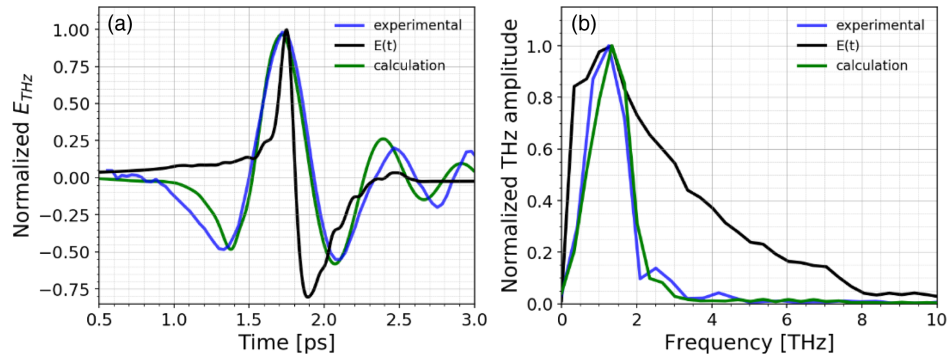 (a)
experimental
E(t)
calculation
Normalized E_THz
1.00
0.75
0.50
0.25
0.00
−0.25
−0.50
−0.75
0.5 1.0 1.5 2.0 2.5 3.0
Time [ps]
(b)
experimental
E(t)
calculation
Normalized THz amplitude
1.0
0.8
0.6
0.4
0.2
0.0
0 2 4 6 8 10
Frequency [THz]